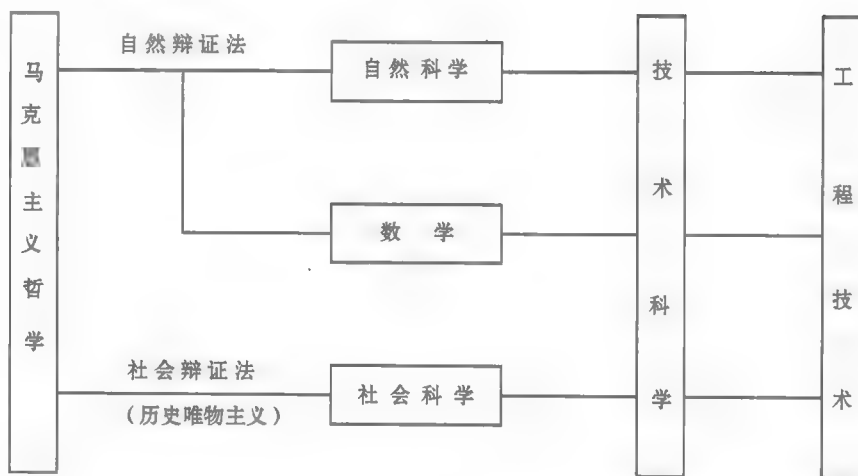 马克思主义哲学
自然辩证法
自然科学
数学
社会辩证法
(历史唯物主义)
社会科学
技术科学
工程技术